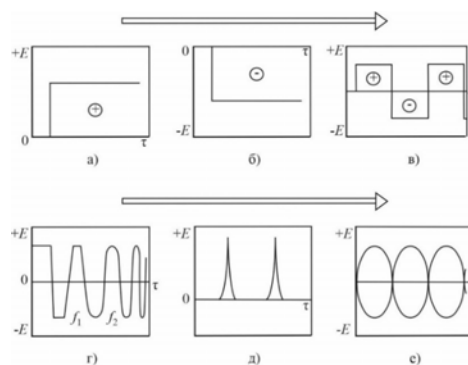 +E 0 +E
+ - + - +
0 τ -E τ -E
а) б) в)
+E +E +E
0 τ 0 τ
f₁ f₂
-E -E
г) д) е)